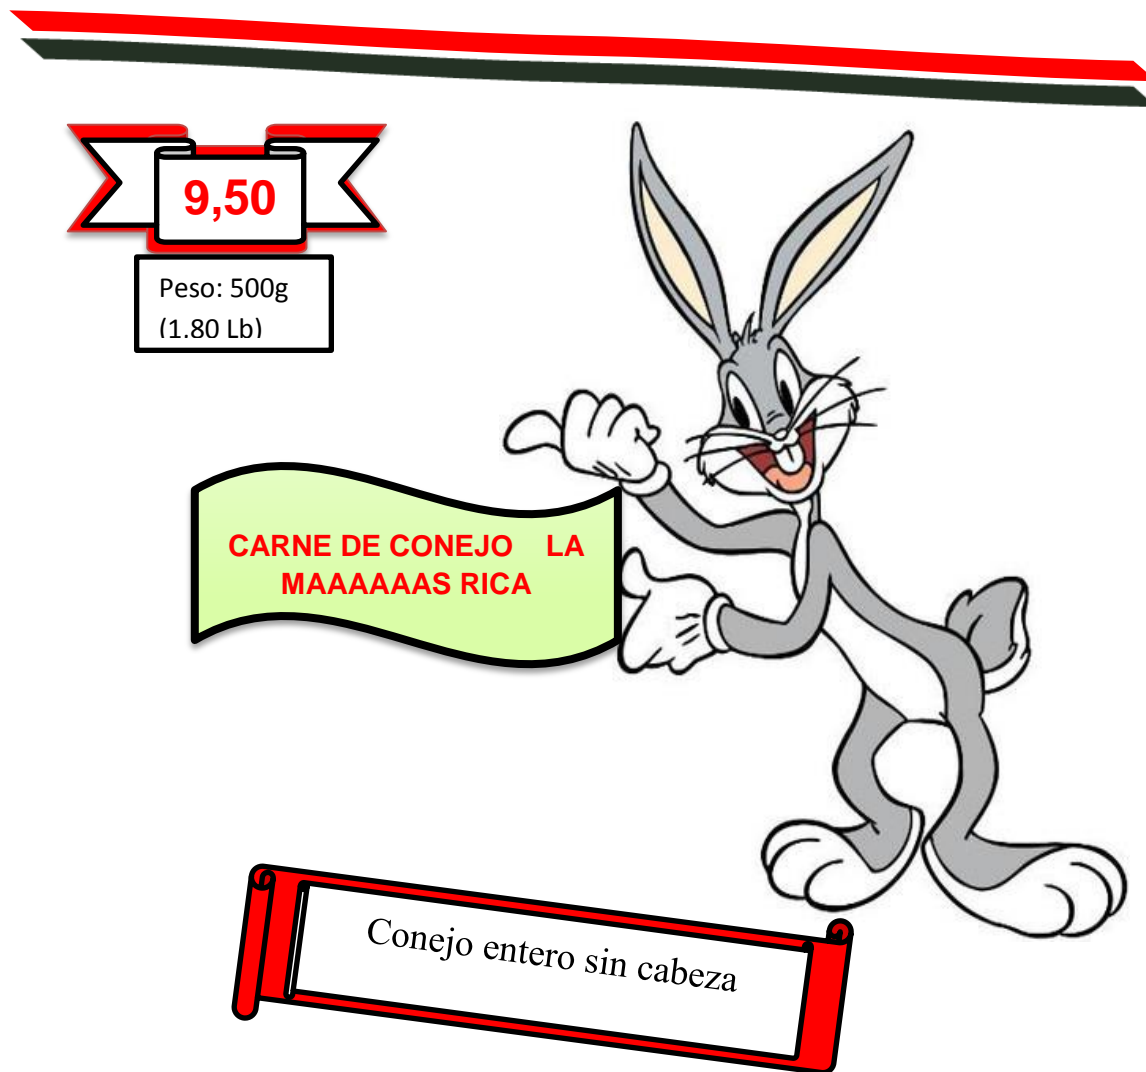 9,50
Peso: 500g
(1.80 Lb)
CARNE DE CONEJO LA
MAAAAAAS RICA
Conejo entero sin cabeza